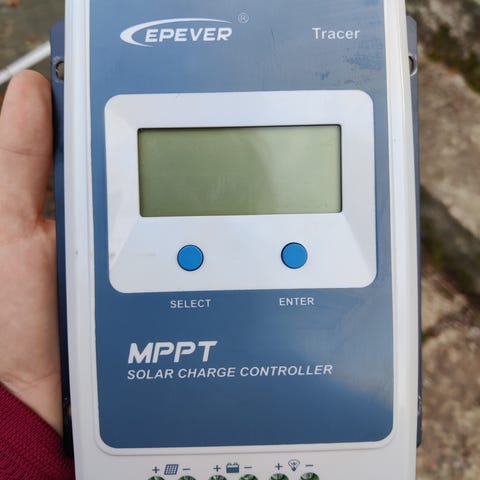 EPEVER ®
Tracer
SELECT
ENTER
MPPT
SOLAR CHARGE CONTROLLER
+ - + - + -